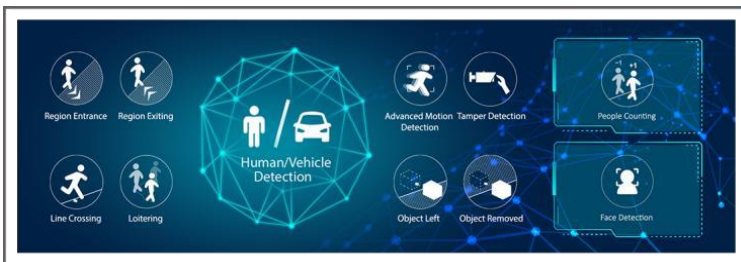 Region Entrance
Region Exiting
Line Crossing
Loitering
Human/Vehicle
Detection
Advanced Motion
Detection
Tamper Detection
Object Left
Object Removed
People Counting
Face Detection